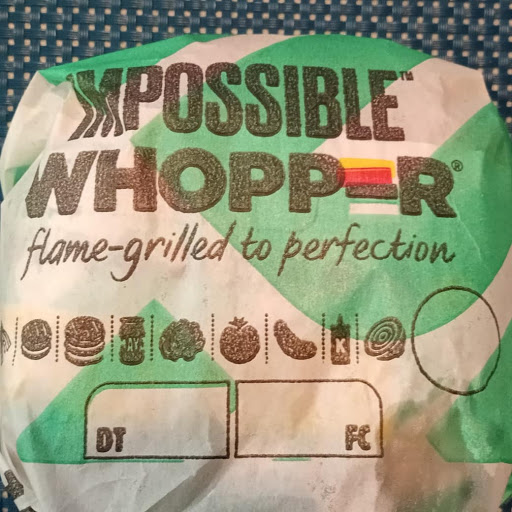 IMPOSSIBLE™
WHOPPER®
flame-grilled to perfection
MAYO K
DT FC